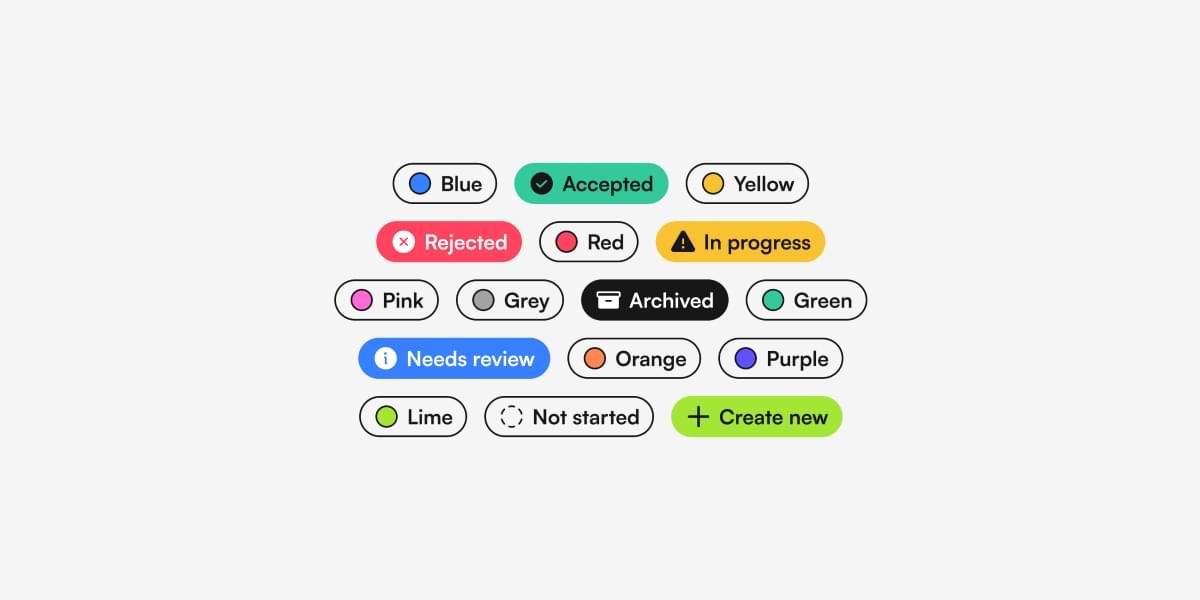 Blue Accepted Yellow
Rejected Red In progress
Pink Grey Archived Green
Needs review Orange Purple
Lime Not started Create new